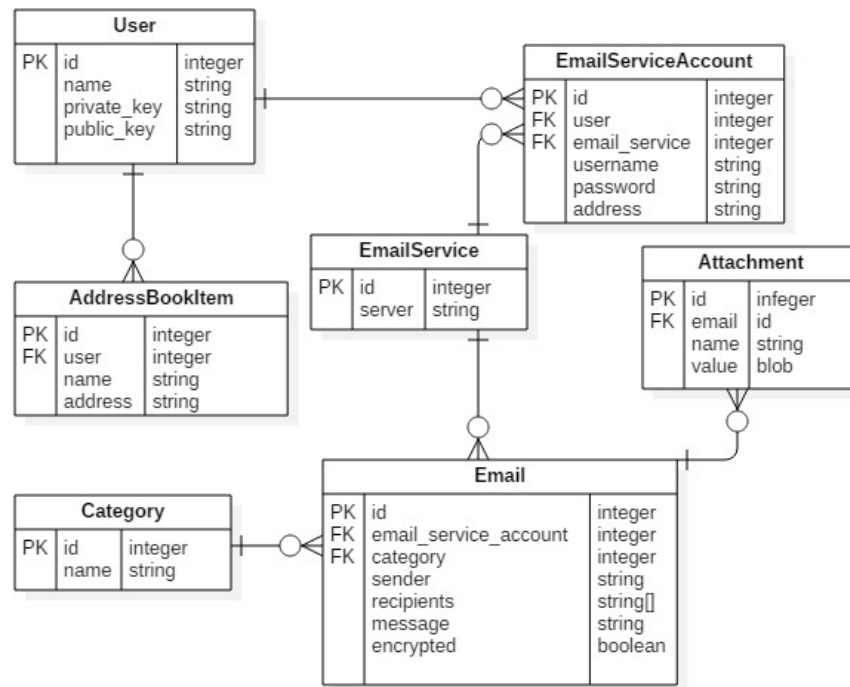 User
PK id integer
name string
private_key string
public_key string
EmailServiceAccount
PK id integer
FK user integer
FK email_service integer
username string
password string
address string
EmailService
PK id integer
server string
Attachment
PK id infeger
FK email id
name string
value blob
AddressBookItem
PK id integer
FK user integer
name string
address string
Email
PK id integer
FK email_service_account integer
FK category integer
sender string
recipients string[]
message string
encrypted boolean
Category
PK id integer
name string